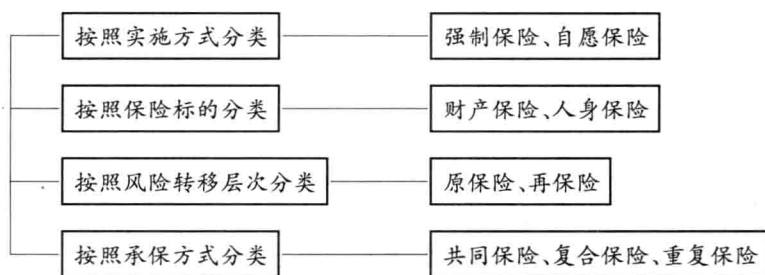 按照实施方式分类 强制保险、自愿保险
按照保险标的分类 财产保险、人身保险
按照风险转移层次分类 原保险、再保险
按照承保方式分类 共同保险、复合保险、重复保险